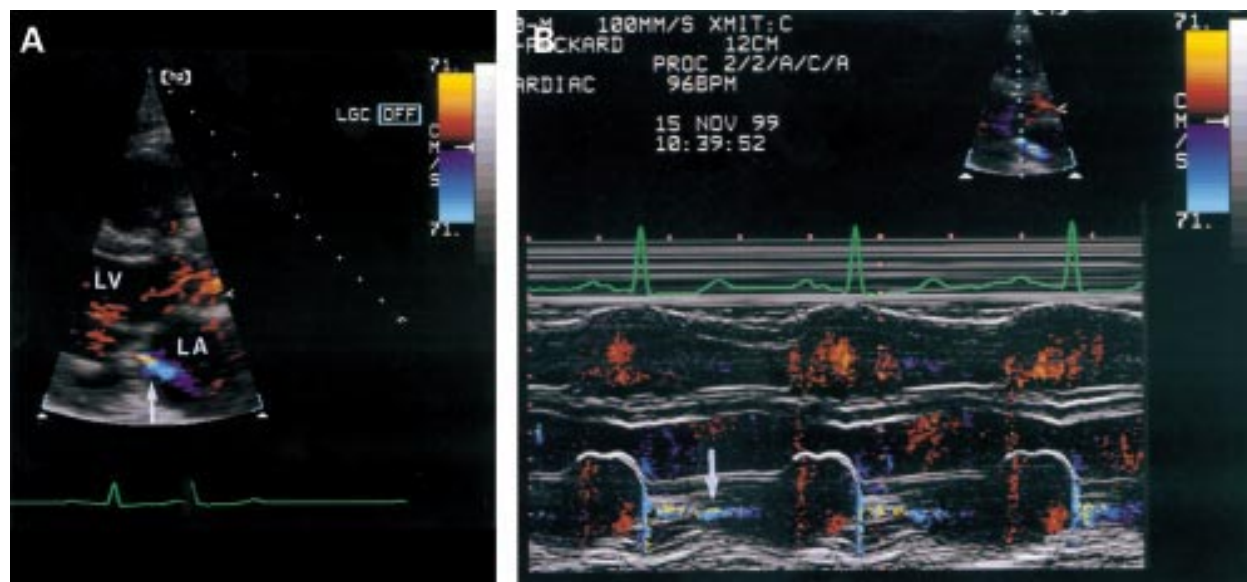 A
[hp]
LGC OFF
71.
CM/S
71.
LV
LA
B
100MM/S XMIT:C
12CM
PROC 2/2/A/C/A
96BPM
15 NOV 99
10:39:52
71.
CM/S
71.